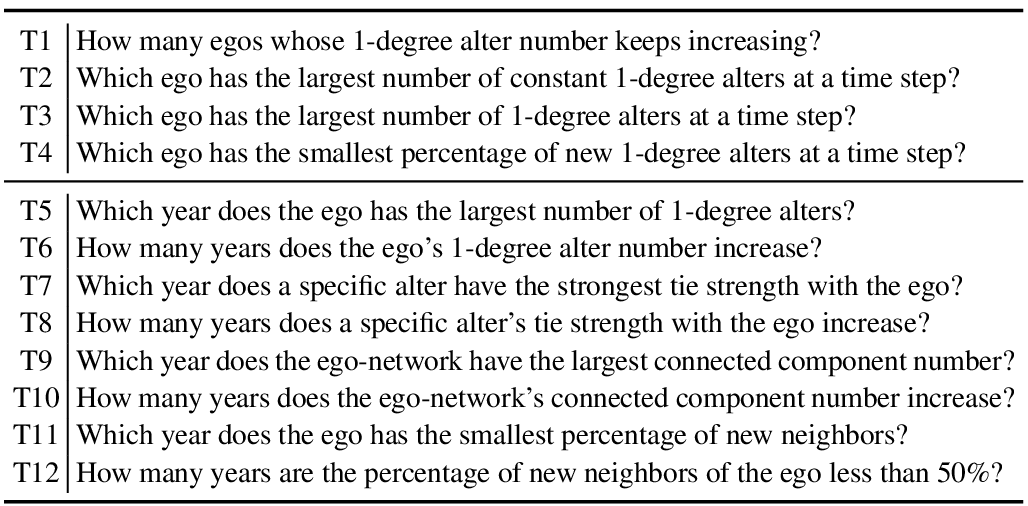 T1 How many egos whose 1-degree alter number keeps increasing?
T2 Which ego has the largest number of constant 1-degree alters at a time step?
T3 Which ego has the largest number of 1-degree alters at a time step?
T4 Which ego has the smallest percentage of new 1-degree alters at a time step?
T5 Which year does the ego has the largest number of 1-degree alters?
T6 How many years does the ego's 1-degree alter number increase?
T7 Which year does a specific alter have the strongest tie strength with the ego?
T8 How many years does a specific alter's tie strength with the ego increase?
T9 Which year does the ego-network have the largest connected component number?
T10 How many years does the ego-network's connected component number increase?
T11 Which year does the ego has the smallest percentage of new neighbors?
T12 How many years are the percentage of new neighbors of the ego less than 50%?